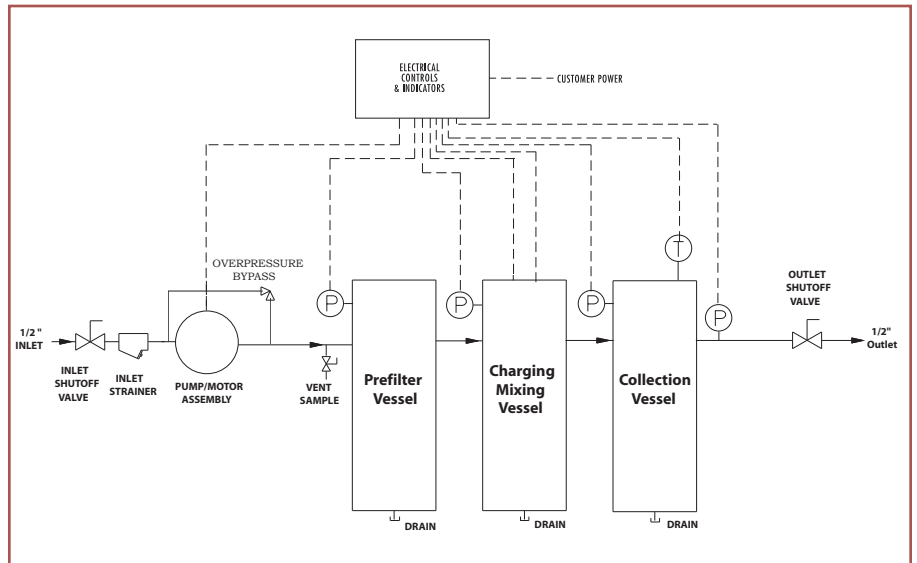 ELECTRICAL
CONTROLS
& INDICATORS
CUSTOMER POWER
OVERPRESSURE
BYPASS
T
P
P
P
P
OUTLET
SHUTOFF
VALVE
1/2"
INLET
1/2"
Outlet
INLET
SHUTOFF
VALVE
INLET
STRAINER
PUMP/MOTOR
ASSEMBLY
VENT
SAMPLE
Prefilter
Vessel
Charging
Mixing
Vessel
Collection
Vessel
DRAIN
DRAIN
DRAIN